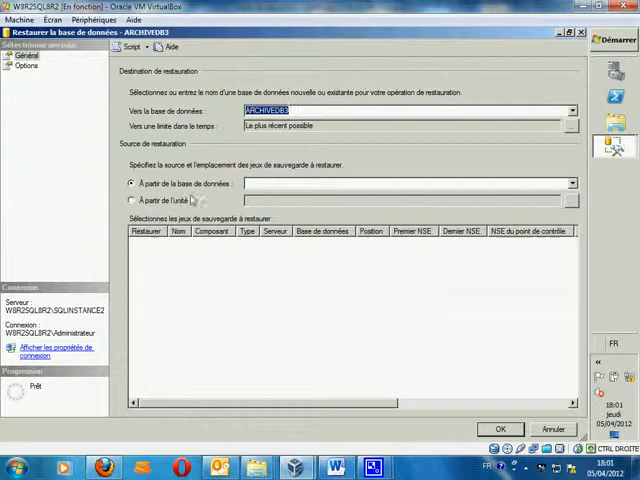 W8R2SQL8R2 [En fonction] - Oracle VM VirtualBox
Machine Écran Périphériques Aide
Restaurer la base de données - ARCHIVEDB3
Démarrer
Script Aide
Général
Options
Destination de restauration
Sélectionnez ou entrez le nom d'une base de données nouvelle ou existante pour votre opération de restauration.
Vers la base de données : ARCHIVEDB3
Vers une limite dans le temps : Le plus récent possible ...
Source de restauration
Spécifiez la source et l'emplacement des jeux de sauvegarde à restaurer.
À partir de la base de données :
À partir de l'unité
Sélectionnez les jeux de sauvegarde à restaurer :
Restaurer Nom Composant Type Serveur Base de données Position Premier NSE Dernier NSE NSE du point de contrôle
Connexion
Serveur :
W8R2SQL8R2\SQLINSTANCE2
Connexion :
W8R2SQL8R2\Administrateur
Afficher les propriétés de
connexion
Progression
Prêt
FR
«
18:01
jeudi
05/04/2012
OK Annuler
CTRL DROITE
FR 18:01
05/04/2012